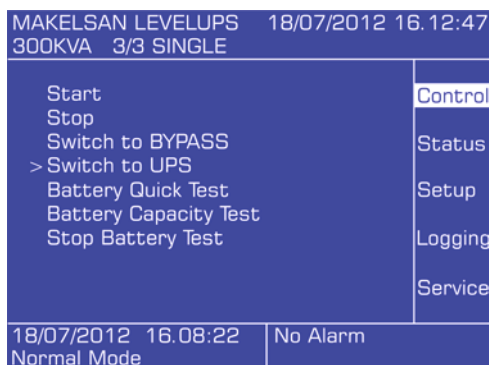 MAKELSAN LEVELUPS 18/07/2012 16.12:47
300KVA 3/3 SINGLE
Start
Stop
Switch to BYPASS
> Switch to UPS
Battery Quick Test
Battery Capacity Test
Stop Battery Test
Control
Status
Setup
Logging
Service
18/07/2012 16.08:22
Normal Mode
No Alarm